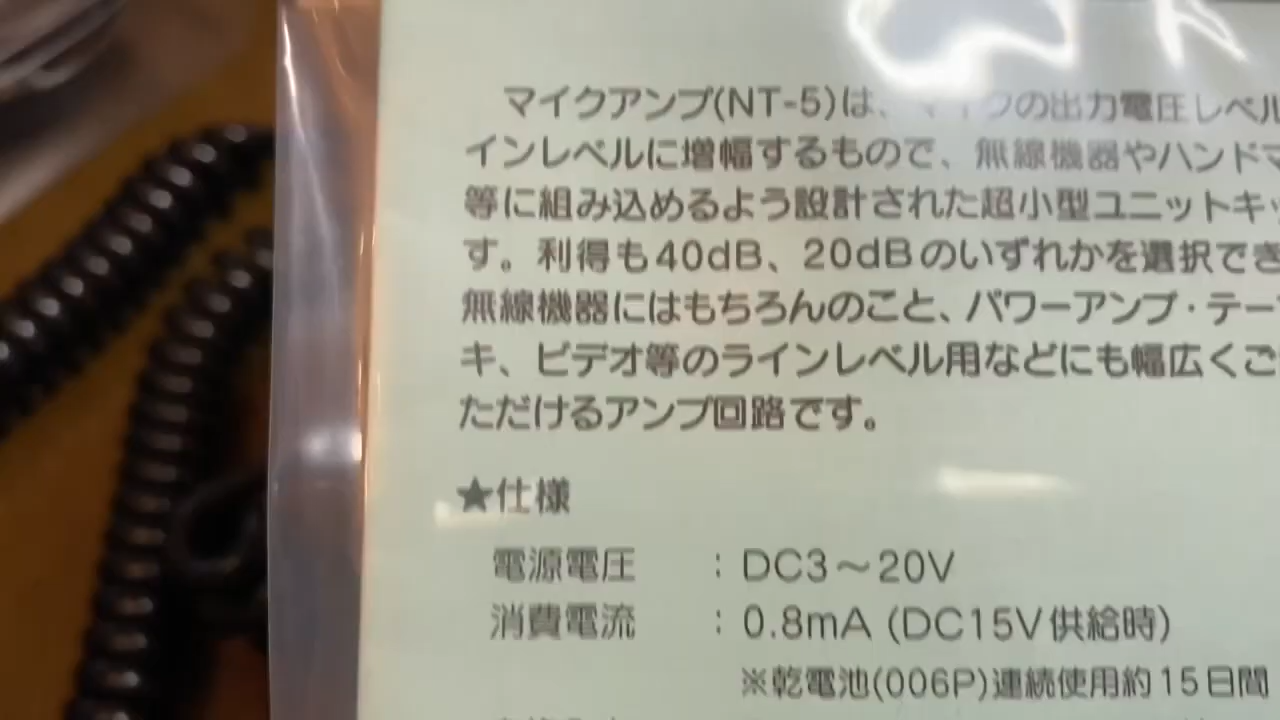 マイクアンプ(NT-5)は、マイクの出力電圧レベル
インレベルに増幅するもので、無線機器やハンドマ
等に組み込めるよう設計された超小型ユニットキッ
す。利得も40dB、20dBのいずれかを選択でき
無線機器にはもちろんのこと、パワーアンプ・テー
キ、ビデオ等のラインレベル用などにも幅広くご
ただけるアンプ回路です。
★仕様
電源電圧 : DC3～20V
消費電流 : 0.8mA (DC15V供給時)
※乾電池(006P)連続使用約15日間